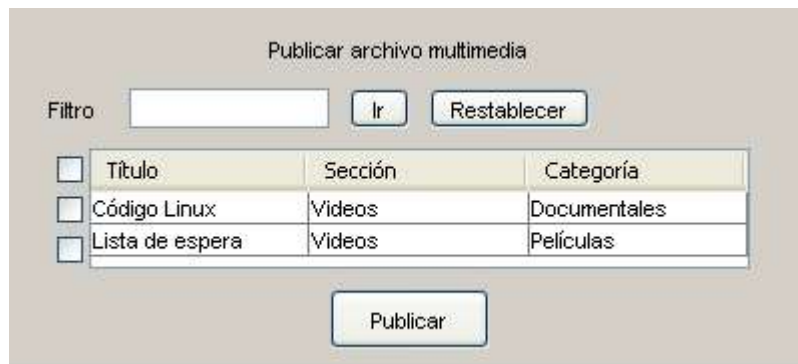 Publicar archivo multimedia
Filtro Ir Restablecer
Título Sección Categoría
Código Linux Videos Documentales
Lista de espera Videos Películas
Publicar